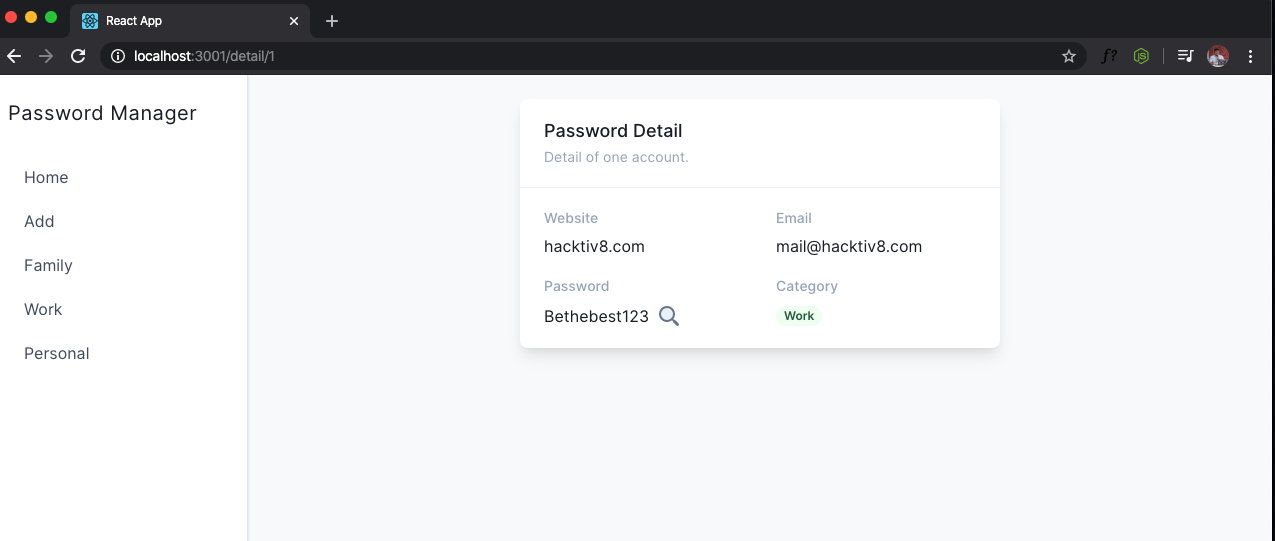 React App
localhost:3001/detail/1
f?
JS
Password Manager
Home
Add
Family
Work
Personal
Password Detail
Detail of one account.
Website
Email
hacktiv8.com
mail@hacktiv8.com
Password
Category
Bethebest123
Work